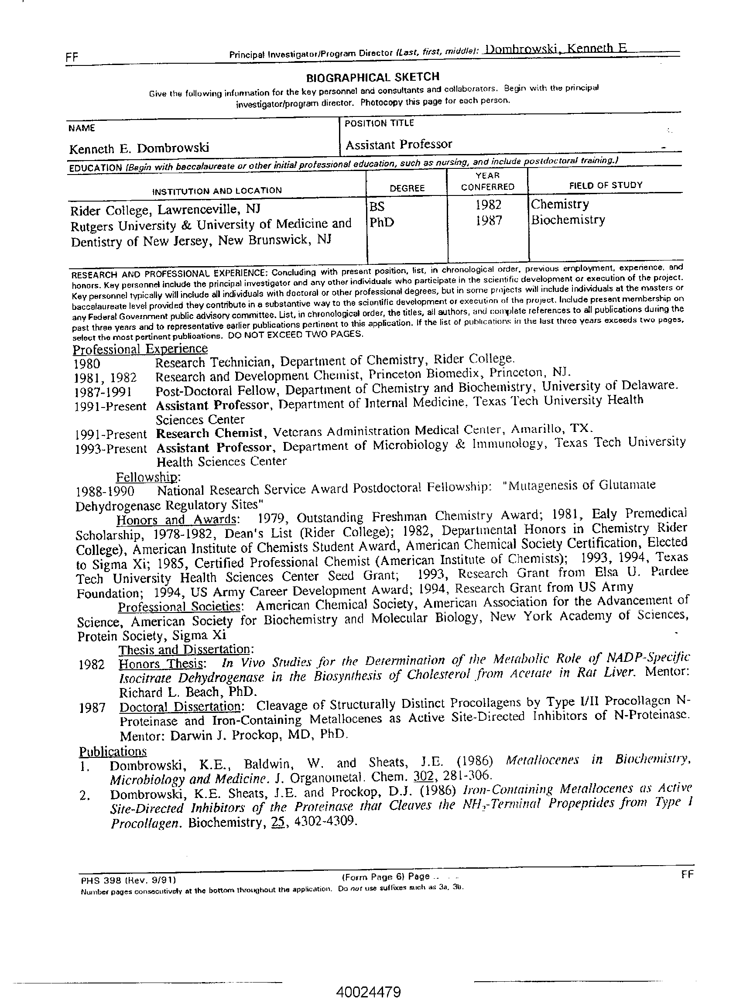 FF
Principal Investigator/Program Director (Last, first, middle): Dombrowski, Kenneth E
BIOGRAPHICAL SKETCH
Give the following information for the key personnel and consultants and collaborators. Begin with the principal
investigator/program director. Photocopy this page for each person.
NAME
POSITION TITLE
Kenneth E. Dombrowski
Assistant Professor
EDUCATION (Begin with baccalaureate or other initial professional education, such as nursing, and include postdoctoral training.)
INSTITUTION AND LOCATION
DEGREE
YEAR
CONFERRED
FIELD OF STUDY
Rider College, Lawrenceville, NJ
BS
1982
Chemistry
Rutgers University & University of Medicine and
PhD
1987
Biochemistry
Dentistry of New Jersey, New Brunswick, NJ
RESEARCH AND PROFESSIONAL EXPERIENCE: Concluding with present position, list, in chronological order, previous employment, experience, and
honors. Key personnel include the principal investigator and any other individuals who participate in the scientific development or execution of the project.
Key personnel typically will include all individuals with doctoral or other professional degrees, but in some projects will include individuals at the masters or
baccalaureate level provided they contribute in a substantive way to the scientific development or execution of the project. Include present membership on
any Federal Government public advisory committee. List, in chronological order, the titles, all authors, and complete references to all publications during the
past three years and to representative earlier publications pertinent to this application. If the list of publications in the last three years exceeds two pages,
select the most pertinent publications. DO NOT EXCEED TWO PAGES.
Professional Experience
1980 Research Technician, Department of Chemistry, Rider College.
1981, 1982 Research and Development Chemist, Princeton Biomedix, Princeton, NJ.
1987-1991 Post-Doctoral Fellow, Department of Chemistry and Biochemistry, University of Delaware.
1991-Present Assistant Professor, Department of Internal Medicine, Texas Tech University Health
Sciences Center
1991-Present Research Chemist, Veterans Administration Medical Center, Amarillo, TX.
1993-Present Assistant Professor, Department of Microbiology & Immunology, Texas Tech University
Health Sciences Center
Fellowship:
1988-1990 National Research Service Award Postdoctoral Fellowship: "Mutagenesis of Glutamate
Dehydrogenase Regulatory Sites"
Honors and Awards: 1979, Outstanding Freshman Chemistry Award; 1981, Ealy Premedical
Scholarship, 1978-1982, Dean's List (Rider College); 1982, Departmental Honors in Chemistry Rider
College), American Institute of Chemists Student Award, American Chemical Society Certification, Elected
to Sigma Xi; 1985, Certified Professional Chemist (American Institute of Chemists); 1993, 1994, Texas
Tech University Health Sciences Center Seed Grant; 1993, Research Grant from Elsa U. Pardee
Foundation; 1994, US Army Career Development Award; 1994, Research Grant from US Army
Professional Societies: American Chemical Society, American Association for the Advancement of
Science, American Society for Biochemistry and Molecular Biology, New York Academy of Sciences,
Protein Society, Sigma Xi
Thesis and Dissertation:
1982 Honors Thesis: In Vivo Studies for the Determination of the Metabolic Role of NADP-Specific
Isocitrate Dehydrogenase in the Biosynthesis of Cholesterol from Acetate in Rat Liver. Mentor:
Richard L. Beach, PhD.
1987 Doctoral Dissertation: Cleavage of Structurally Distinct Procollagens by Type I/II Procollagen N-
Proteinase and Iron-Containing Metallocenes as Active Site-Directed Inhibitors of N-Proteinase.
Mentor: Darwin J. Prockop, MD, PhD.
Publications
1. Dombrowski, K.E., Baldwin, W. and Sheats, J.E. (1986) Metallocenes in Biochemistry,
Microbiology and Medicine. J. Organometal. Chem. 302, 281-306.
2. Dombrowski, K.E. Sheats, J.E. and Prockop, D.J. (1986) Iron-Containing Metallocenes as Active
Site-Directed Inhibitors of the Proteinase that Cleaves the NH₂-Terminal Propeptides from Type I
Procollagen. Biochemistry, 25, 4302-4309.
PHS 398 (Rev. 9/91)
(Form Page 6) Page
FF
Number pages consecutively at the bottom throughout the application. Do not use suffixes such as 3a, 3b.
40024479